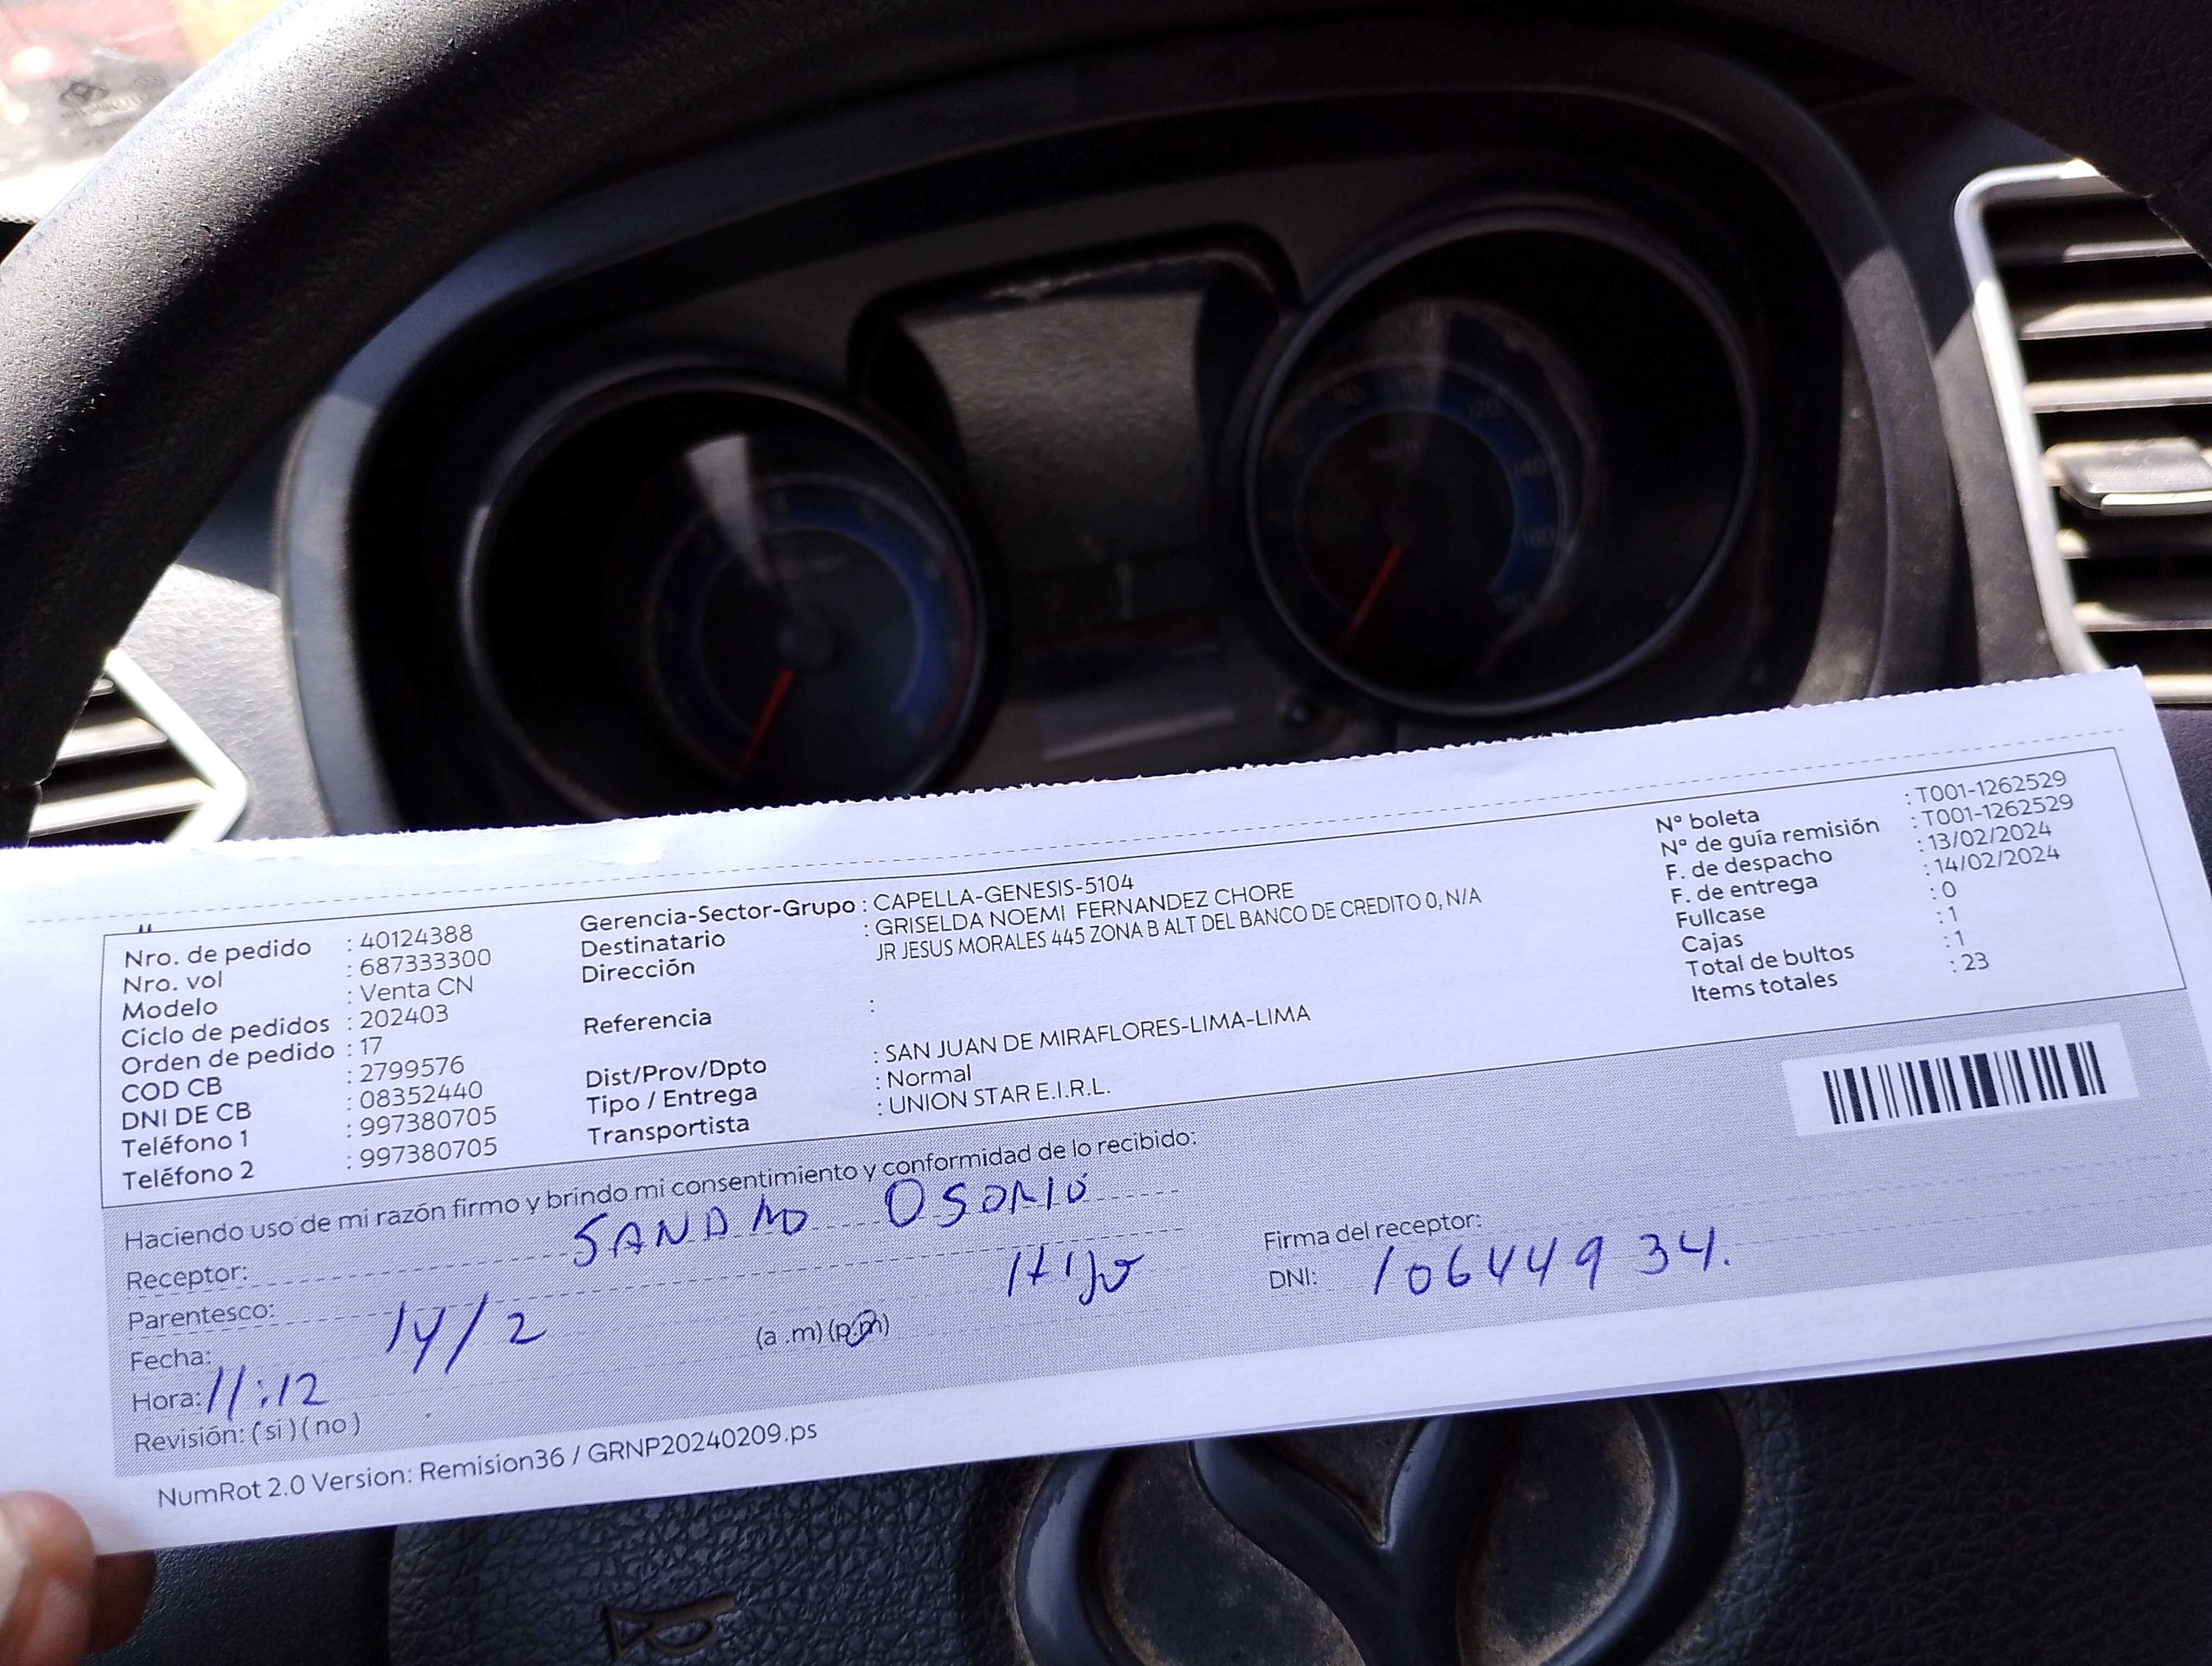 Nro. de pedido : 40124388
Nro. vol : 687333300
Modelo : Venta CN
Ciclo de pedidos : 202403
Orden de pedido : 17
COD CB : 2799576
DNI DE CB : 08352440
Teléfono 1 : 997380705
Teléfono 2 : 997380705
Gerencia-Sector-Grupo : CAPELLA-GENESIS-5104
Destinatario : GRISELDA NOEMI FERNANDEZ CHORE
Dirección JR JESUS MORALES 445 ZONA B ALT DEL BANCO DE CREDITO 0, N/A
Referencia :
Dist/Prov/Dpto : SAN JUAN DE MIRAFLORES-LIMA-LIMA
Tipo / Entrega : Normal
Transportista : UNION STAR E.I.R.L.
N° boleta : T001-1262529
N° de guía remisión : T001-1262529
F. de despacho : 13/02/2024
F. de entrega : 14/02/2024
Fullcase : 0
Cajas : 1
Total de bultos : 1
Items totales : 23
Haciendo uso de mi razón firmo y brindo mi consentimiento y conformidad de lo recibido:
Receptor: SANDRO OSORIO
Parentesco: HIJO
Fecha: 14/2
Hora: 11:12 (a .m) (p.m)
Revisión: ( si ) ( no )
Firma del receptor:
DNI: 10644934.
NumRot 2.0 Version: Remision36 / GRNP20240209.ps